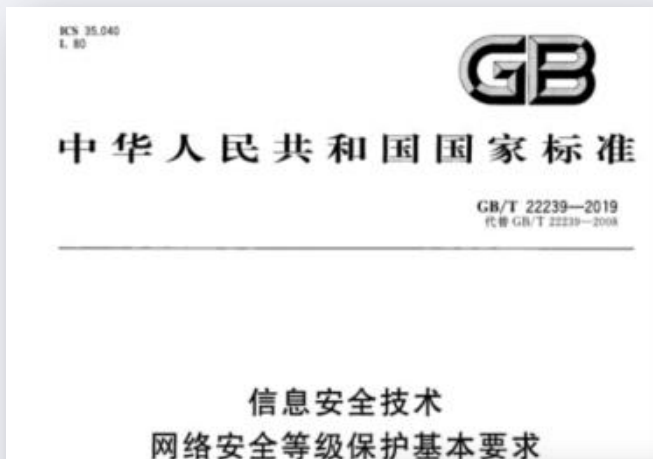 ICS 35.040
L 80
GB
中华人民共和国国家标准
GB/T 22239—2019
代替 GB/T 22239—2008
信息安全技术
网络安全等级保护基本要求